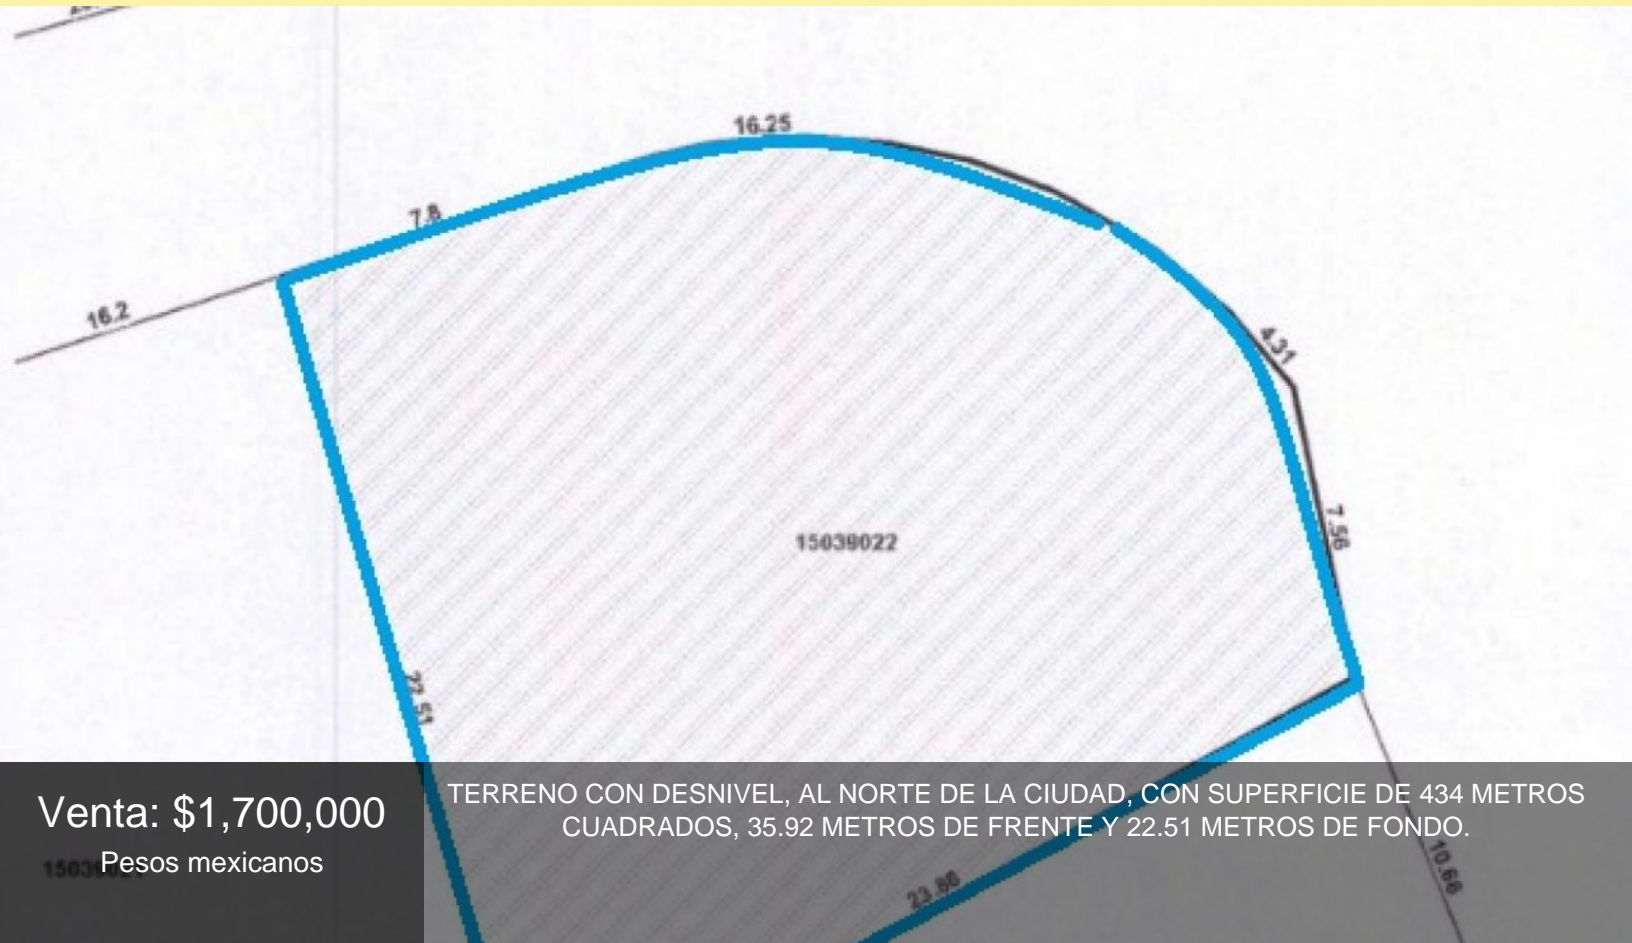 16.25
7.8
16.2
4.31
7.56
15039022
22.51
Venta: $1,700,000
Pesos mexicanos
TERRENO CON DESNIVEL, AL NORTE DE LA CIUDAD, CON SUPERFICIE DE 434 METROS
CUADRADOS, 35.92 METROS DE FRENTE Y 22.51 METROS DE FONDO.
10.66